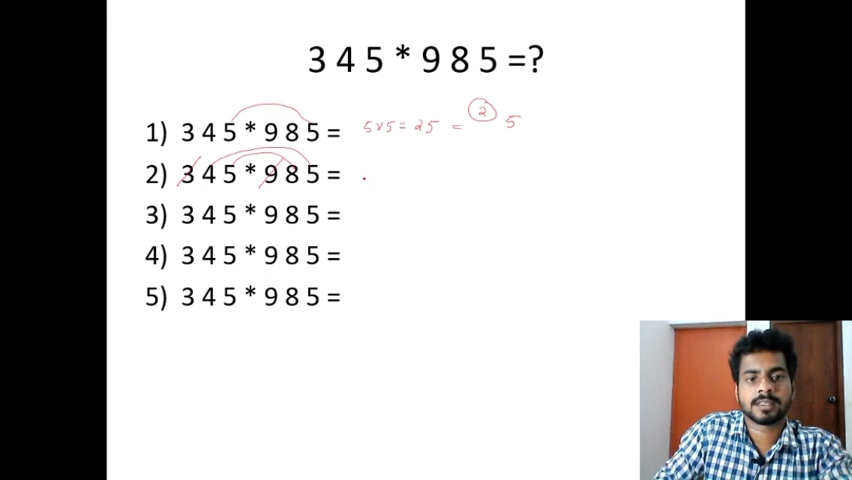 3 4 5 * 9 8 5 =?
1) 3 4 5 * 9 8 5 = 5x5 = 25 = 2 5
2) 3 4 5 * 9 8 5 =
3) 3 4 5 * 9 8 5 =
4) 3 4 5 * 9 8 5 =
5) 3 4 5 * 9 8 5 =